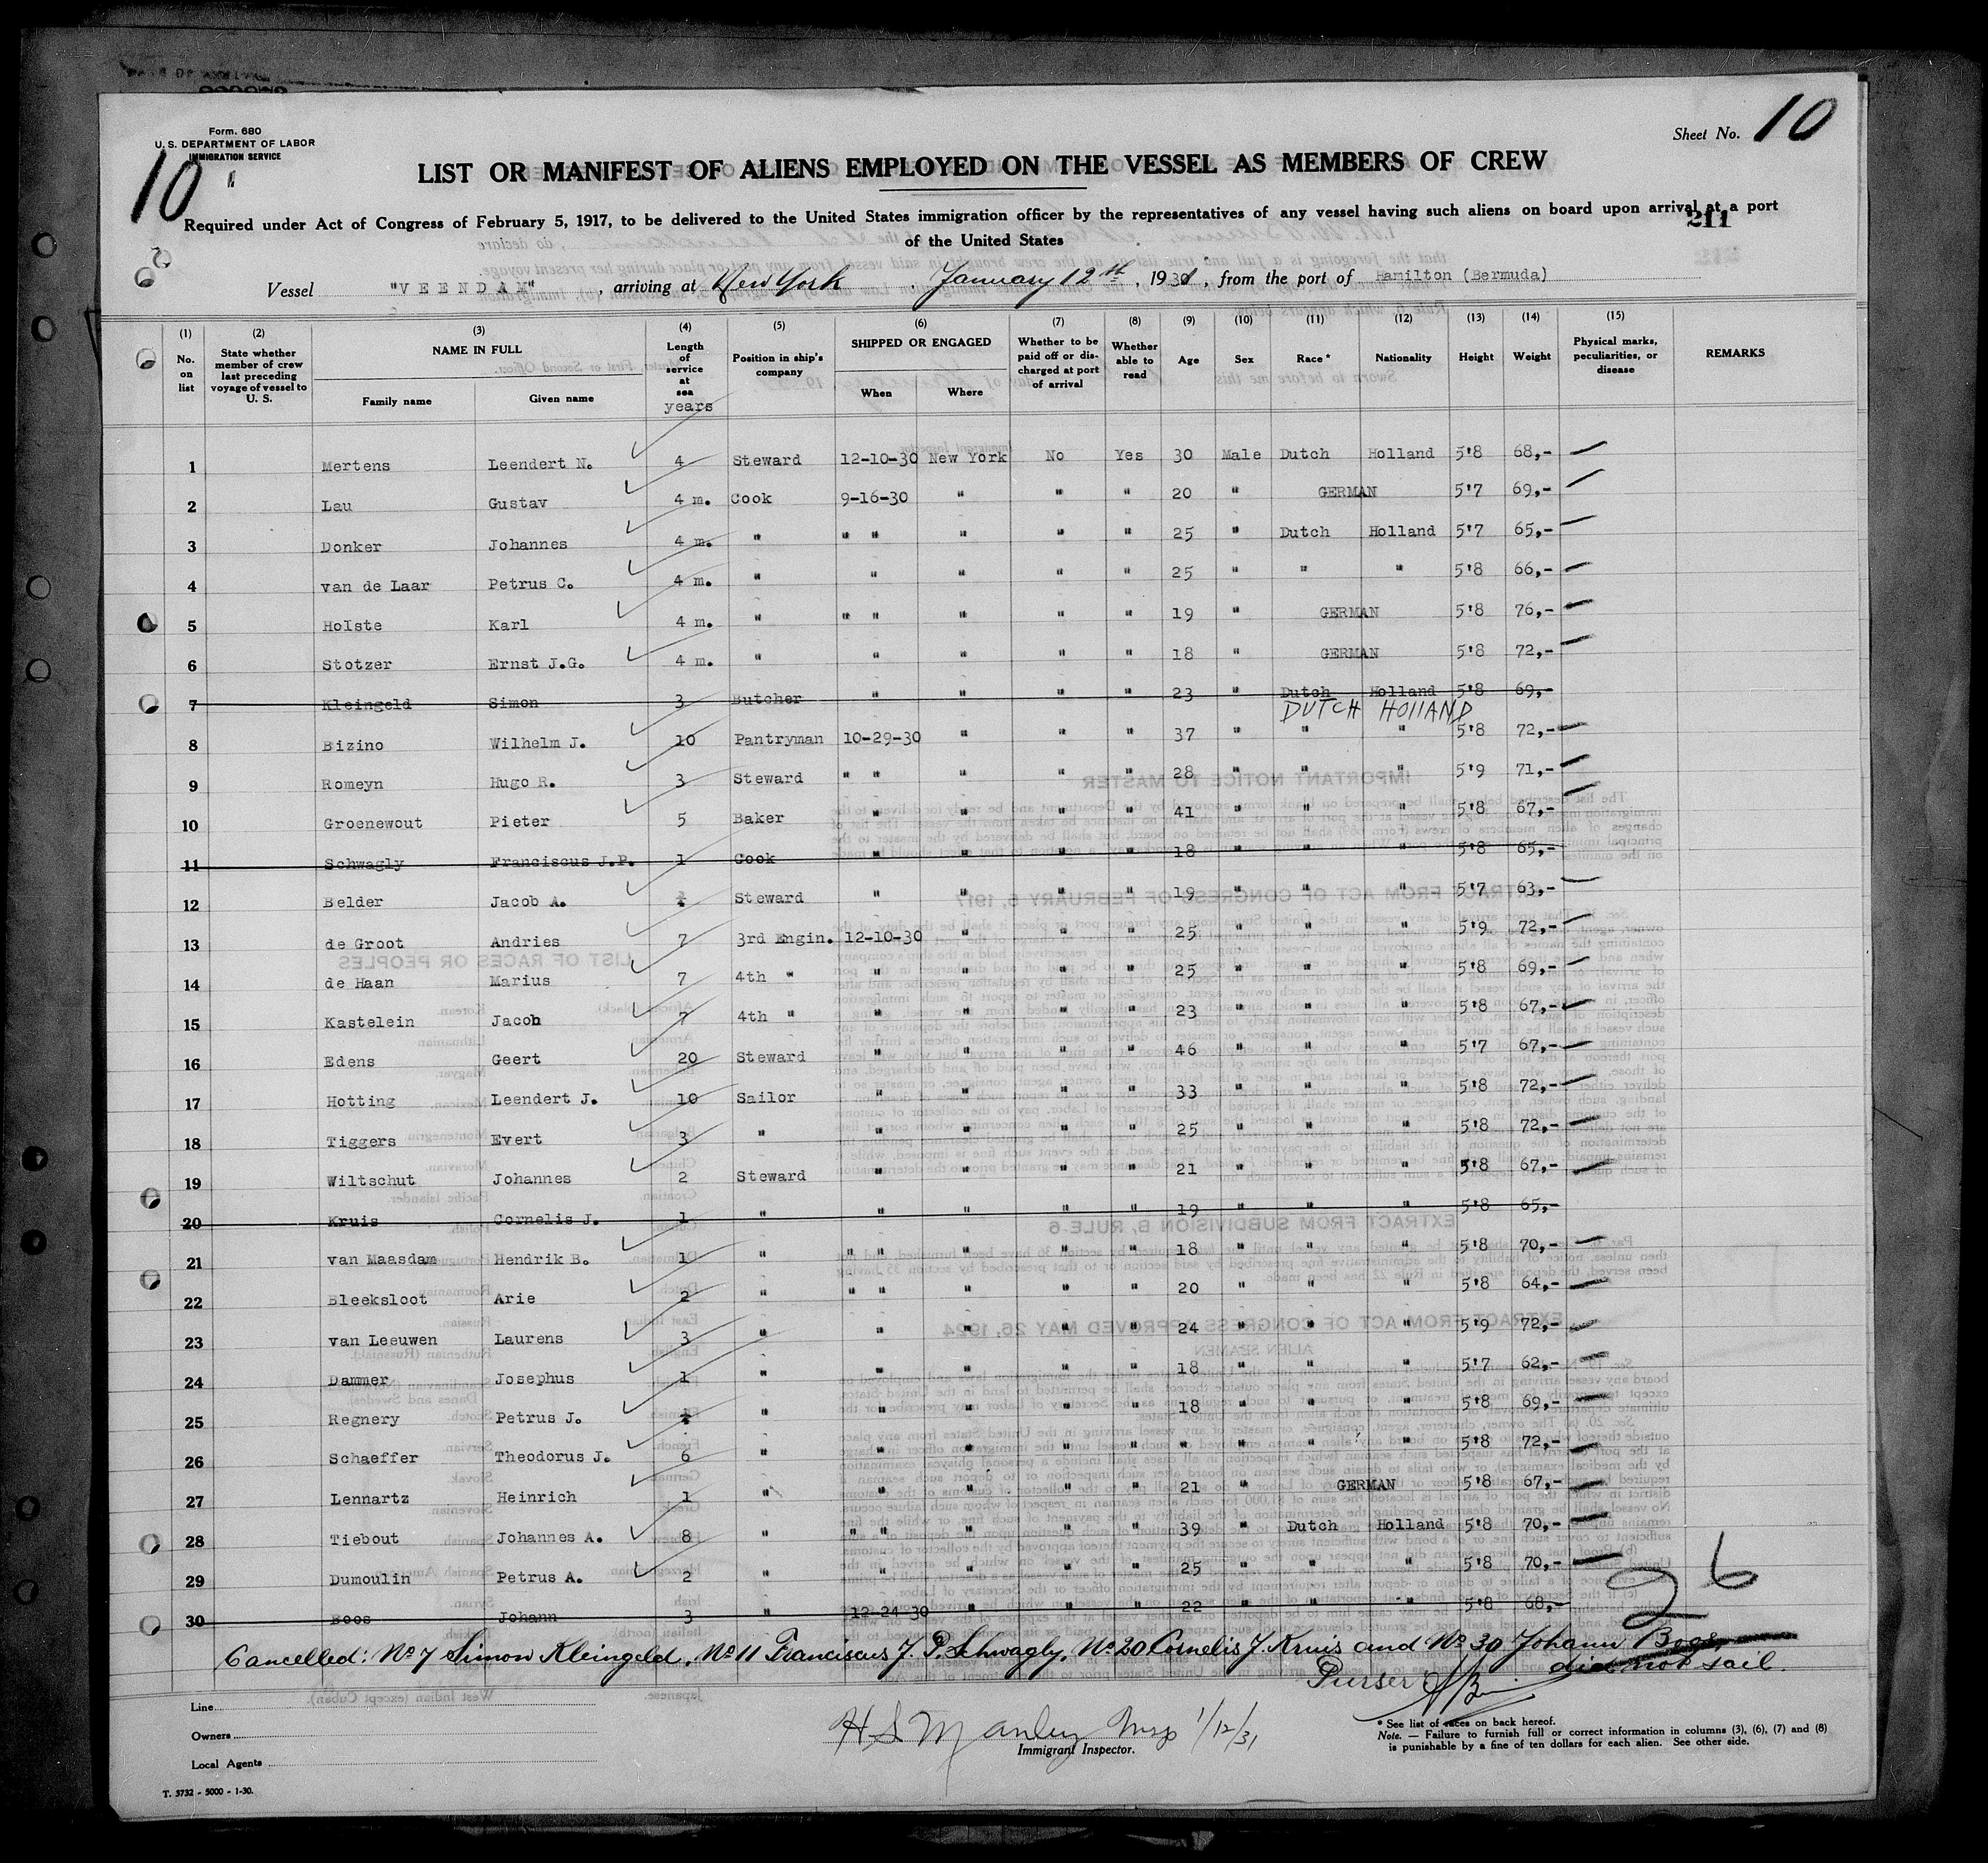 Form. 680
U. S. DEPARTMENT OF LABOR
IMMIGRATION SERVICE
10
Sheet No. 10
LIST OR MANIFEST OF ALIENS EMPLOYED ON THE VESSEL AS MEMBERS OF CREW
Required under Act of Congress of February 5, 1917, to be delivered to the United States immigration officer by the representatives of any vessel having such aliens on board upon arrival at a port
of the United States
211
Vessel "VEENDAM", arriving at New York, January 12th, 1931, from the port of Hamilton (Bermuda)
(1) (2) (3) (4) (5) (6) (7) (8) (9) (10) (11) (12) (13) (14) (15)
No. on list | State whether member of crew last preceding voyage of vessel to U. S. | NAME IN FULL Family name Given name | Length of service at sea years | Position in ship's company | SHIPPED OR ENGAGED When Where | Whether to be paid off or discharged at port of arrival | Whether able to read | Age | Sex | Race* | Nationality | Height | Weight | Physical marks, peculiarities, or disease | REMARKS
1 Mertens Leendert N. 4 Steward 12-10-30 New York No Yes 30 Male Dutch Holland 5'8 68,-
2 Lau Gustav 4 m. Cook 9-16-30 " " " 20 " GERMAN 5'7 69,-
3 Donker Johannes 4 m. " " " " " " 25 " Dutch Holland 5'7 65,-
4 van de Laar Petrus C. 4 m. " " " " " 25 " " " 5'8 66,-
5 Holste Karl 4 m. " " " " " " 19 " GERMAN 5'8 76,-
6 Stotzer Ernst J.G. 4 m. " " " " " 18 " GERMAN 5'8 72,-
7 Kleingeld Simon 3 Butcher " " " " 23 " Dutch Holland 5'8 69,-
DUTCH HOLLAND
8 Bizino Wilhelm J. 10 Pantryman 10-29-30 " " " 37 " " " 5'8 72,-
9 Romeyn Hugo R. 3 Steward " " " " " 28 " " " 5'9 71,-
10 Groenewout Pieter 5 Baker " " " " 41 " " " 5'8 67,-
11 Schwagly Franciscus J.P. 1 Cook " " " " 18 " " " 5'8 65,-
12 Belder Jacob A. Steward " " " " 19 " " " 5'7 63,-
13 de Groot Andries 7 3rd Engin. 12-10-30 " " " 25 " " " 5'9 72,-
14 de Haan Marius 7 4th " " " " " 25 " " " 5'8 69,-
15 Kastelein Jacob 7 4th " " " " " 23 " " " 5'8 67,-
16 Edens Geert 20 Steward " " " " 46 " " " 5'7 67,-
17 Hotting Leendert J. 10 Sailor " " " " 33 " " " 5'8 72,-
18 Tiggers Evert 3 " " " " " 25 " " " 5'8 72,-
19 Wiltschut Johannes 2 Steward " " " " 21 " " " 5'8 67,-
20 Kruis Cornelis J. 1 " " " " " 19 " " " 5'8 65,-
21 van Maasdam Hendrik B. 1 " " " " " " 18 " " " 5'8 70,-
22 Bleeksloot Arie 2 " " " " " " 20 " " " 5'8 64,-
23 van Leeuwen Laurens 3 " " " " " 24 " " " 5'9 72,-
24 Dammer Josephus 1 " " " " " 18 " " " 5'7 62,-
25 Regnery Petrus J. " " " " " 18 " " " 5'8 69,-
26 Schaeffer Theodorus J. 6 " " " " " " " " " 5'8 72,-
27 Lennartz Heinrich 1 " " " " " 21 " GERMAN 5'8 67,-
28 Tiebout Johannes A. 8 " " " " " " 39 " Dutch Holland 5'8 70,-
29 Dumoulin Petrus A. 2 " " " " " 25 " " " 5'8 70,-
30 Boos Johann 3 " 12-24-30 " " " 22 " " " 5'8 68,-
26
Cancelled: No 7 Simon Kleingeld, No 11 Franciscus J. P. Schwagly, No 20 Cornelis J Kruis and No 30 Johann Boos,
did not sail.
Purser
Line
Owners
Local Agents
H S Manley Insp 1/12/31
Immigrant Inspector.
* See list of races on back hereof.
Note. — Failure to furnish full or correct information in columns (3), (6), (7) and (8)
is punishable by a fine of ten dollars for each alien. See other side.
T. 3732 - 5000 - 1-30.